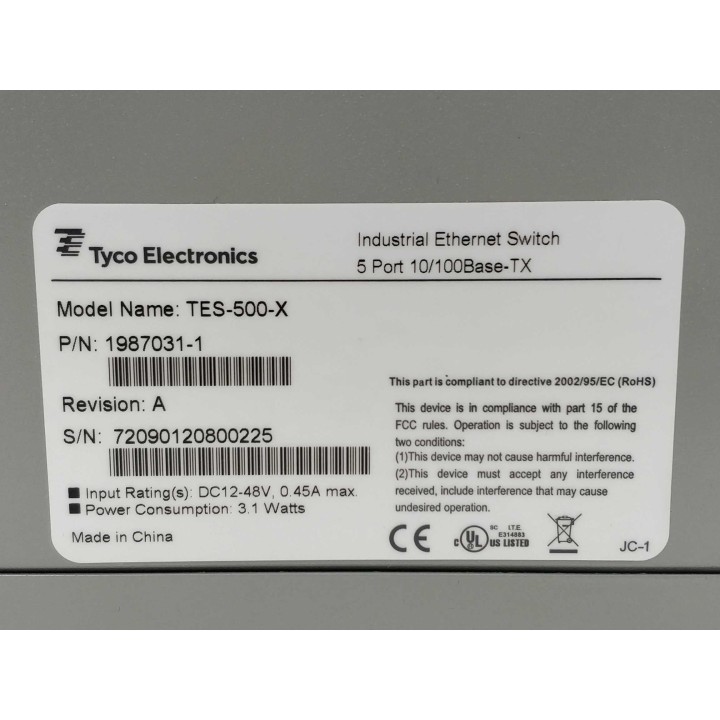 Tyco Electronics
Industrial Ethernet Switch
5 Port 10/100Base-TX
Model Name: TES-500-X
P/N: 1987031-1
Revision: A
S/N: 72090120800225
Input Rating(s): DC12-48V, 0.45A max.
Power Consumption: 3.1 Watts
Made in China
This part is compliant to directive 2002/95/EC (RoHS)
This device is in compliance with part 15 of the
FCC rules. Operation is subject to the following
two conditions:
(1)This device may not cause harmful interference.
(2)This device must accept any interference
received, include interference that may cause
undesired operation.
CE
c UL US LISTED
SC I.T.E.
E314883
JC-1